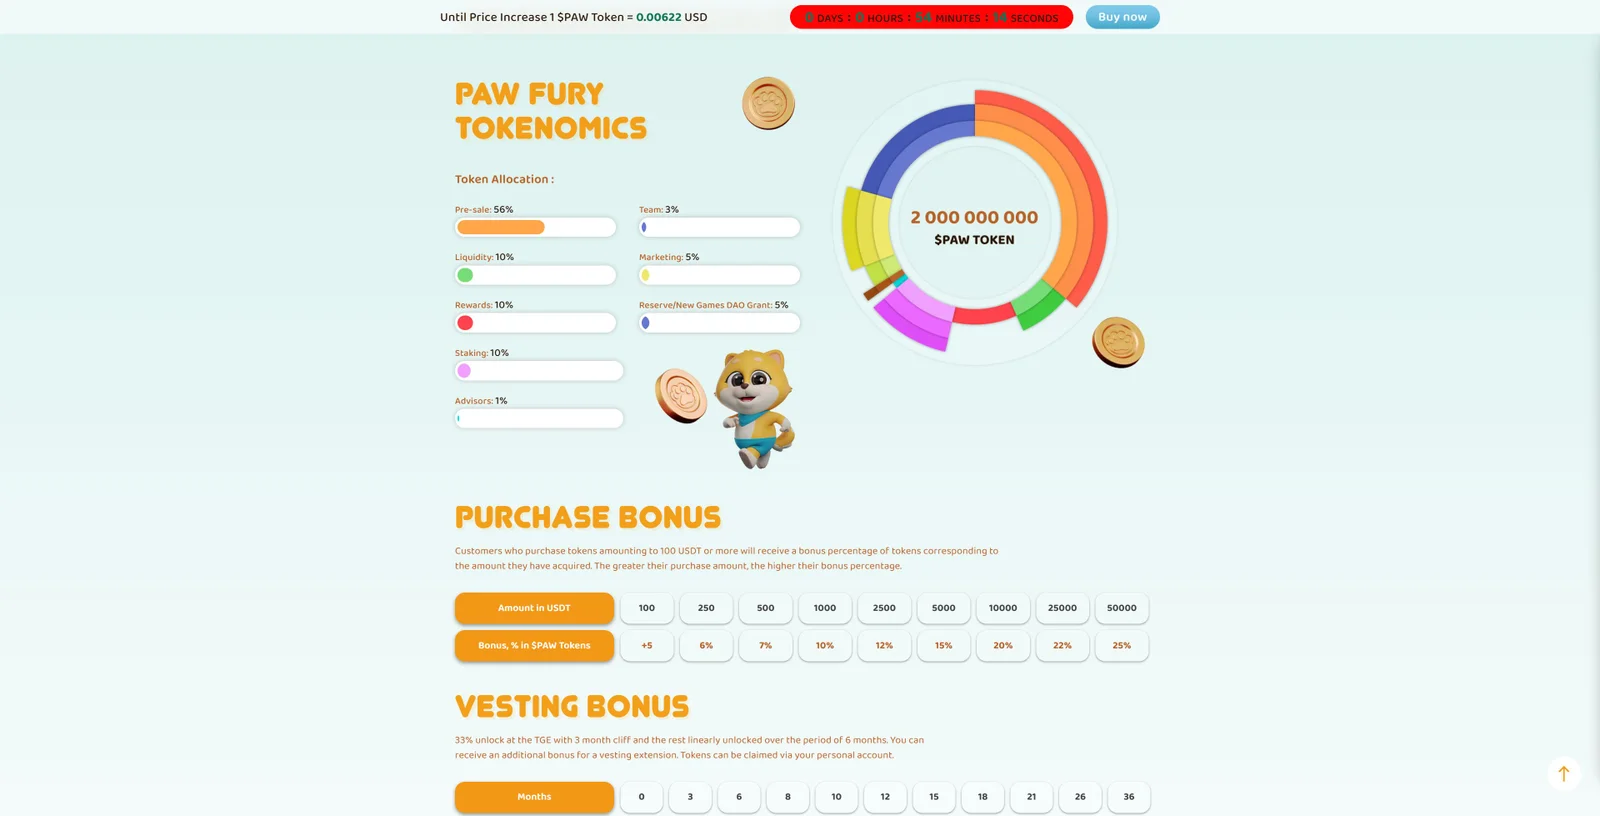 Until Price Increase 1 $PAW Token = 0.00622 USD
0 DAYS : 0 HOURS : 54 MINUTES : 14 SECONDS
Buy now
PAW FURY
TOKENOMICS
Token Allocation :
Pre-sale: 56%
Team: 3%
Liquidity: 10%
Marketing: 5%
Rewards: 10%
Reserve/New Games DAO Grant: 5%
Staking: 10%
Advisors: 1%
2 000 000 000
$PAW TOKEN
PURCHASE BONUS
Customers who purchase tokens amounting to 100 USDT or more will receive a bonus percentage of tokens corresponding to
the amount they have acquired. The greater their purchase amount, the higher their bonus percentage.
Amount in USDT 100 250 500 1000 2500 5000 10000 25000 50000
Bonus, % in $PAW Tokens +5 6% 7% 10% 12% 15% 20% 22% 25%
VESTING BONUS
33% unlock at the TGE with 3 month cliff and the rest linearly unlocked over the period of 6 months. You can
receive an additional bonus for a vesting extension. Tokens can be claimed via your personal account.
Months 0 3 6 8 10 12 15 18 21 26 36